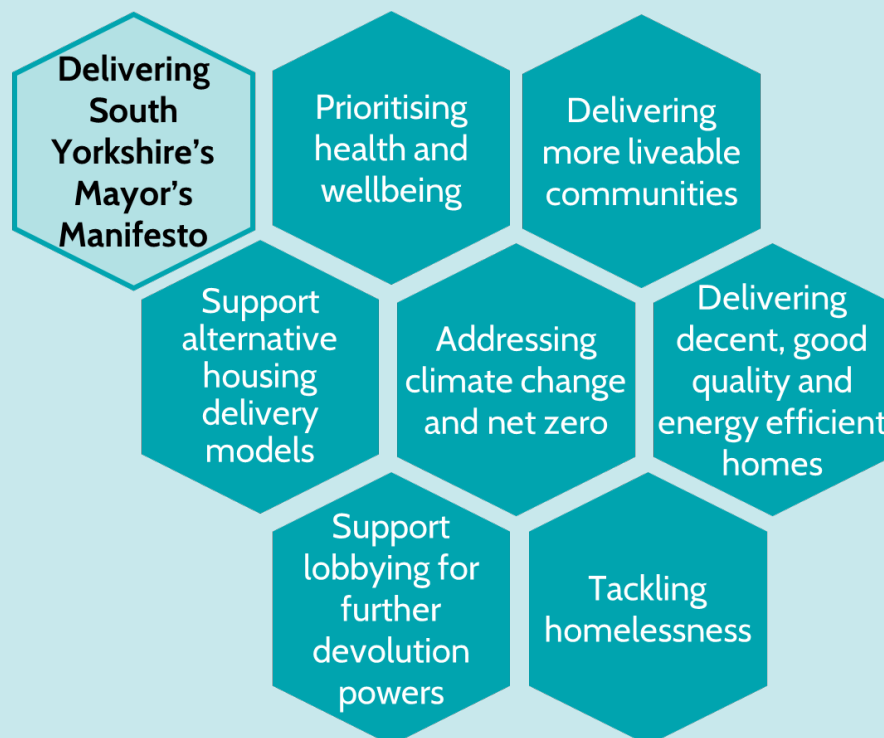 Delivering
South
Yorkshire’s
Mayor’s
Manifesto
Prioritising
health and
wellbeing
Delivering
more liveable
communities
Support
alternative
housing
delivery
models
Addressing
climate change
and net zero
Delivering
decent, good
quality and
energy efficient
homes
Support
lobbying for
further
devolution
powers
Tackling
homelessness